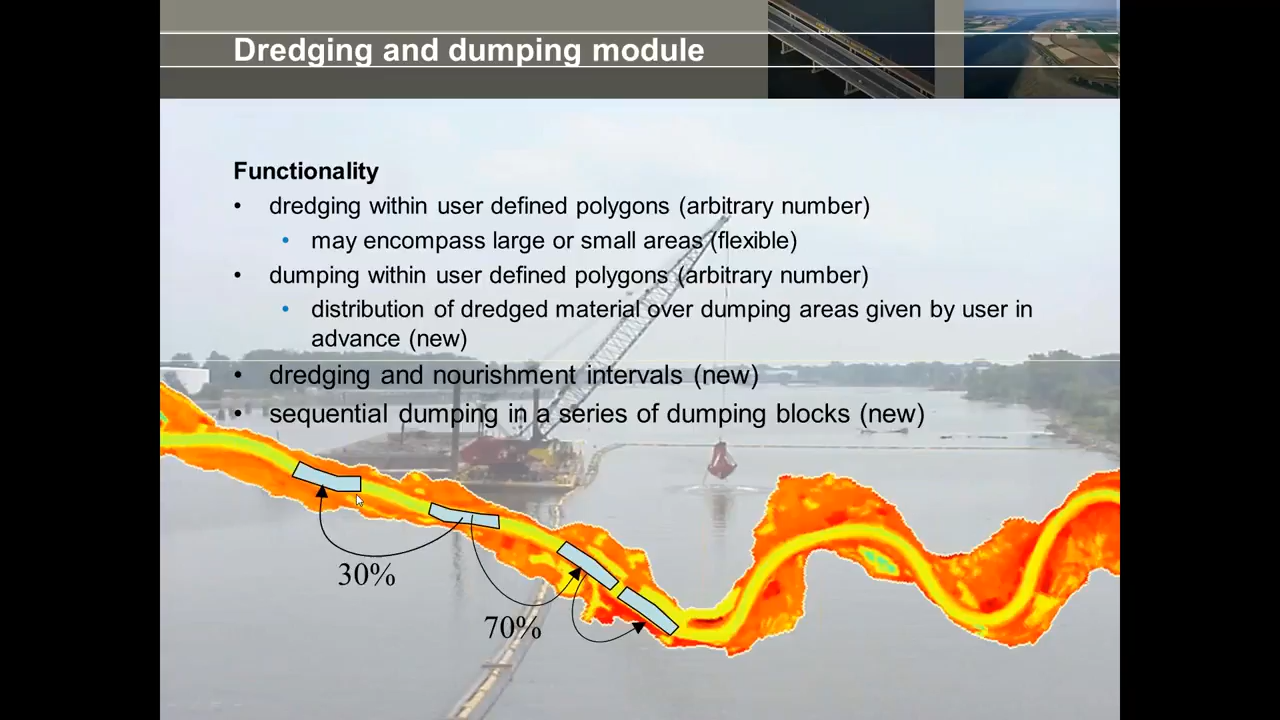 Dredging and dumping module
Functionality
• dredging within user defined polygons (arbitrary number)
• may encompass large or small areas (flexible)
• dumping within user defined polygons (arbitrary number)
• distribution of dredged material over dumping areas given by user in
advance (new)
• dredging and nourishment intervals (new)
• sequential dumping in a series of dumping blocks (new)
30%
70%